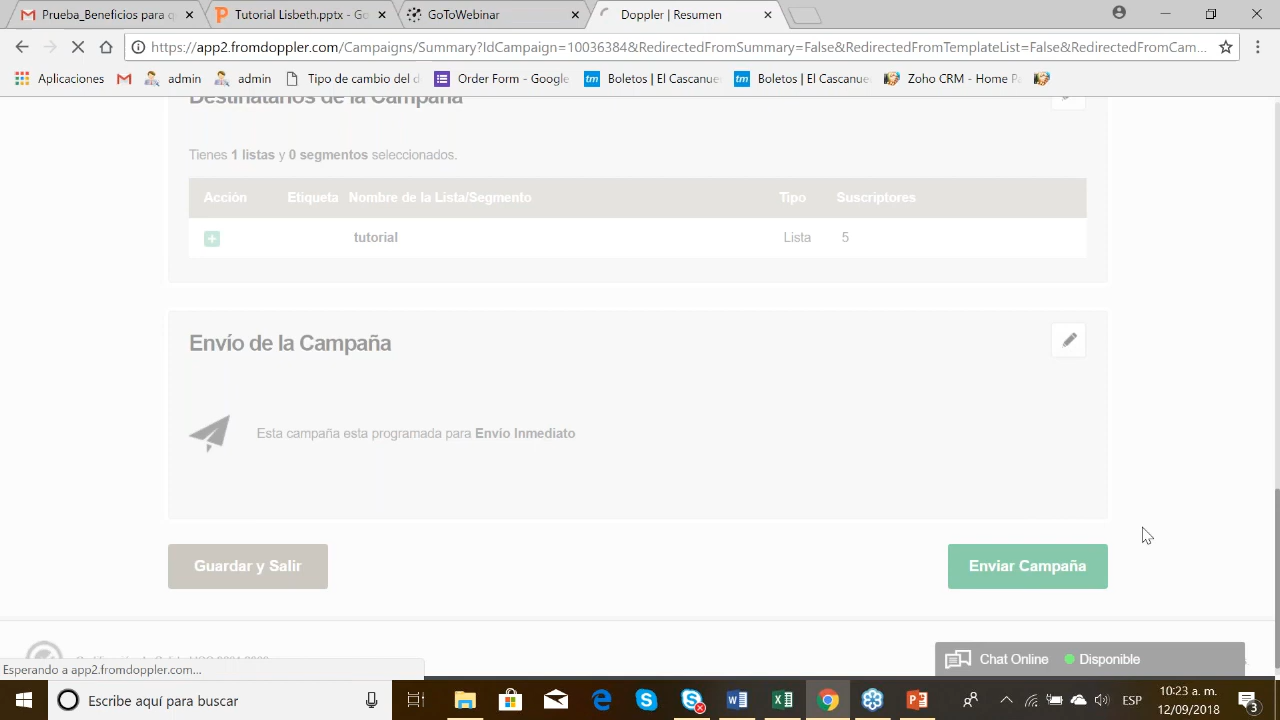 Prueba_Beneficios para q
Tutorial Lisbeth.pptx - Go
GoToWebinar
Doppler | Resumen
https://app2.fromdoppler.com/Campaigns/Summary?IdCampaign=10036384&RedirectedFromSummary=False&RedirectedFromTemplateList=False&RedirectedFromCam...
Aplicaciones
admin
admin
Tipo de cambio del d
Order Form - Google
tm Boletos | El Cascanue
tm Boletos | El Cascanue
Zoho CRM - Home P
Destinatarios de la Campaña
Tienes 1 listas y 0 segmentos seleccionados.
Acción Etiqueta Nombre de la Lista/Segmento Tipo Suscriptores
tutorial Lista 5
Envío de la Campaña
Esta campaña esta programada para Envío Inmediato
Guardar y Salir
Enviar Campaña
Chat Online Disponible
Esperando a app2.fromdoppler.com...
Escribe aquí para buscar
ESP
10:23 a. m.
12/09/2018
3